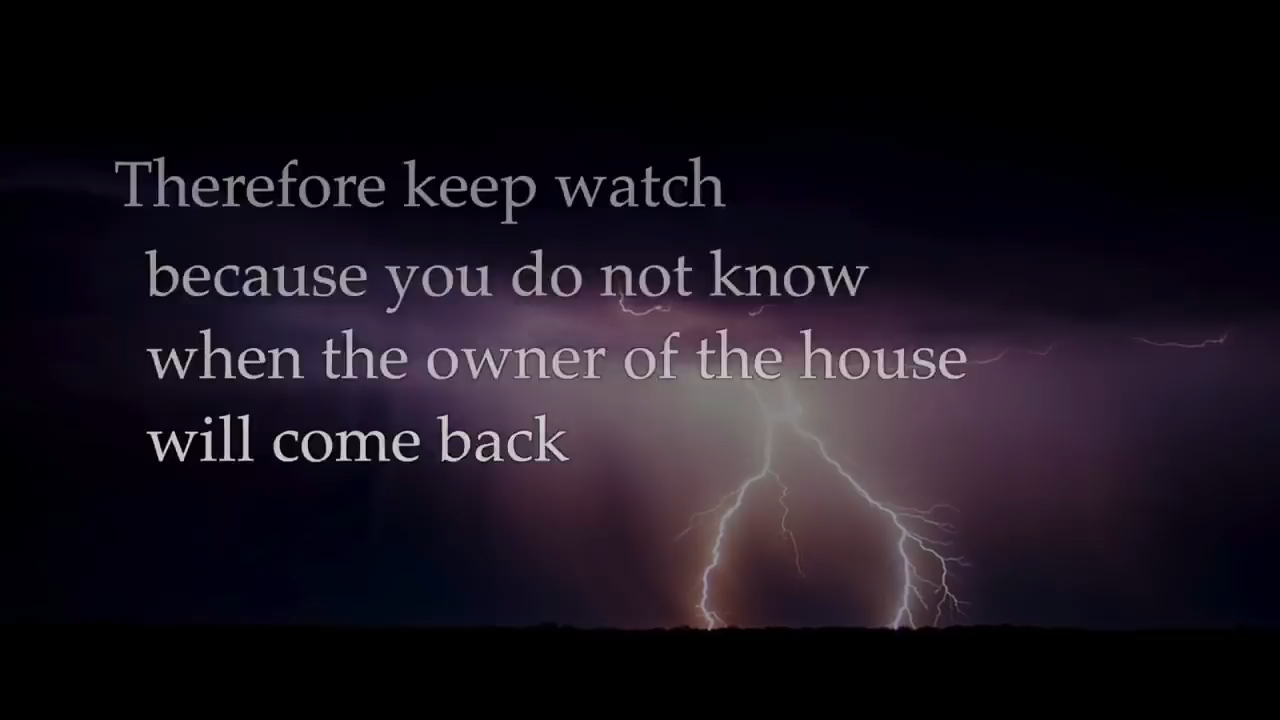 Therefore keep watch
because you do not know
when the owner of the house
will come back